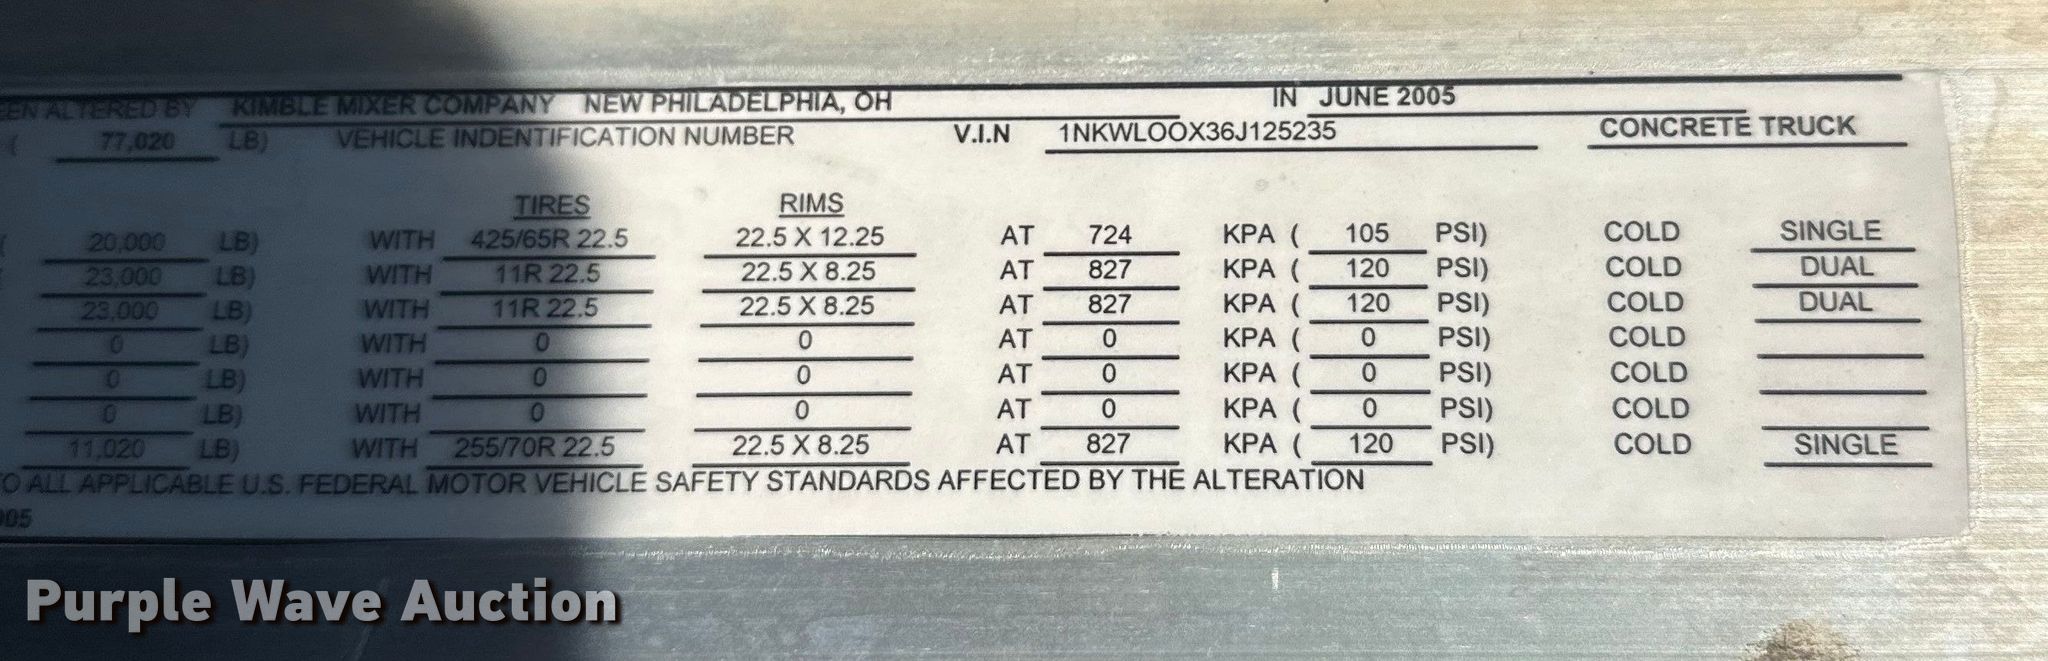 EEN ALTERED BY KIMBLE MIXER COMPANY NEW PHILADELPHIA, OH IN JUNE 2005
( 77,020 LB) VEHICLE INDENTIFICATION NUMBER V.I.N 1NKWLOOX36J125235 CONCRETE TRUCK
TIRES RIMS
( 20,000 LB) WITH 425/65R 22.5 22.5 X 12.25 AT 724 KPA ( 105 PSI) COLD SINGLE
( 23,000 LB) WITH 11R 22.5 22.5 X 8.25 AT 827 KPA ( 120 PSI) COLD DUAL
23,000 LB) WITH 11R 22.5 22.5 X 8.25 AT 827 KPA ( 120 PSI) COLD DUAL
0 LB) WITH 0 0 AT 0 KPA ( 0 PSI) COLD
0 LB) WITH 0 0 AT 0 KPA ( 0 PSI) COLD
0 LB) WITH 0 0 AT 0 KPA ( 0 PSI) COLD
11,020 LB) WITH 255/70R 22.5 22.5 X 8.25 AT 827 KPA ( 120 PSI) COLD SINGLE
TO ALL APPLICABLE U.S. FEDERAL MOTOR VEHICLE SAFETY STANDARDS AFFECTED BY THE ALTERATION
005
Purple Wave Auction